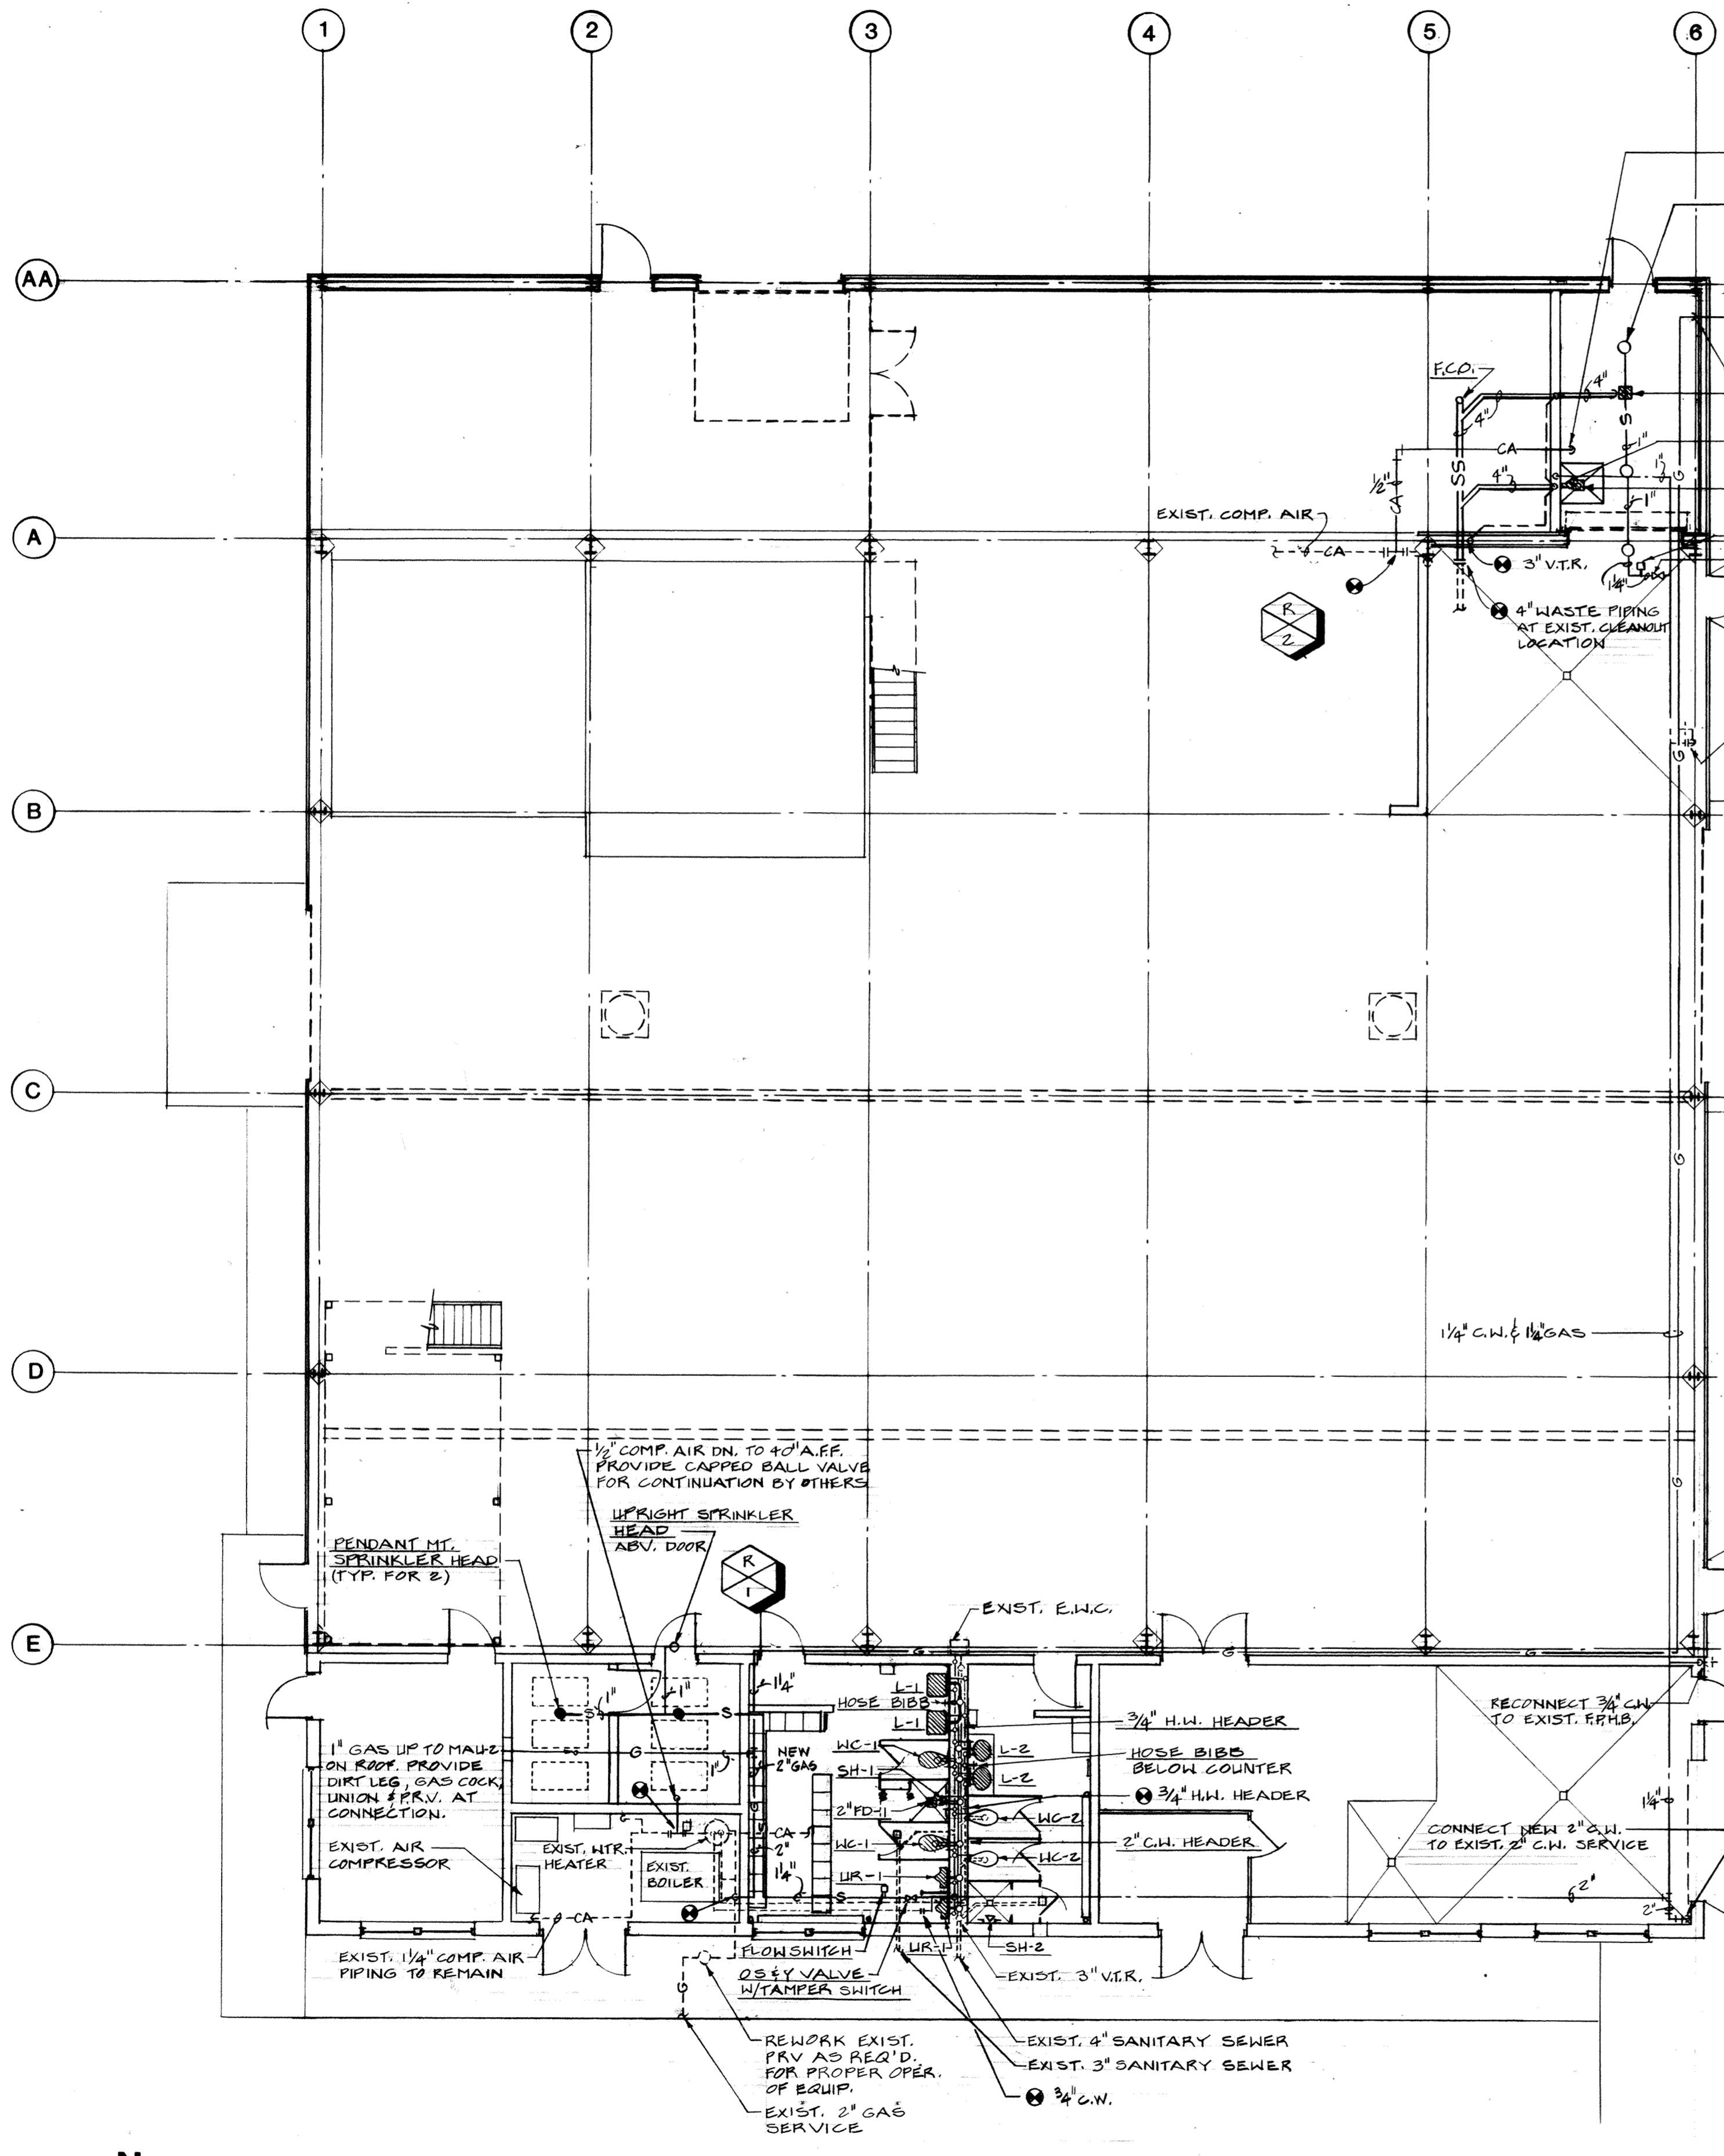 1 2 3 4 5 6
AA
F.C.O.
4"
4"
S
CA
1"
1"
SS
4"
G
1/2"
CA
1"
A
EXIST. COMP. AIR
CA
3" V.T.R.
1 1/4"
R
2
4" WASTE PIPING
AT EXIST. CLEANOUT
LOCATION
G
B
C
G
1 1/4" C.W. & 1 1/4" GAS
D
1/2" COMP. AIR DN. TO 40" A.F.F.
PROVIDE CAPPED BALL VALVE
FOR CONTINUATION BY OTHERS
G
UPRIGHT SPRINKLER
HEAD
ABV. DOOR
PENDANT MT.
SPRINKLER HEAD
(TYP. FOR 2)
R
1
EXIST. E.W.C.
E
G G G
1 1/4"
L-1
1" 1"
HOSE BIBB
RECONNECT 3/4" C.W.
TO EXIST. F.P.H.B.
S S
L-1
3/4" H.W. HEADER
1" GAS UP TO MAU-2
ON ROOF. PROVIDE
DIRT LEG, GAS COCK,
UNION & P.R.V. AT
CONNECTION.
G
1"
NEW
2" GAS
WC-1
SH-1
L-2
L-2
HOSE BIBB
BELOW COUNTER
3/4" H.W. HEADER
G
2" FD-1
WC-2
1 1/4"
EXIST. AIR
COMPRESSOR
EXIST. WTR.
HEATER
EXIST.
BOILER
CA
S
2"
1 1/4"
WC-1
2" C.W. HEADER
WC-2
CONNECT NEW 2" C.W.
TO EXIST. 2" C.W. SERVICE
UR-1
S
2"
2"
CA
EXIST. 1 1/4" COMP. AIR
PIPING TO REMAIN
FLOW SWITCH
UR-1
SH-2
OS & Y VALVE
W/TAMPER SWITCH
EXIST. 3" V.T.R.
G
REWORK EXIST.
PRV AS REQ'D.
FOR PROPER OPER.
OF EQUIP.
EXIST. 4" SANITARY SEWER
EXIST. 3" SANITARY SEWER
3/4" C.W.
EXIST. 2" GAS
SERVICE